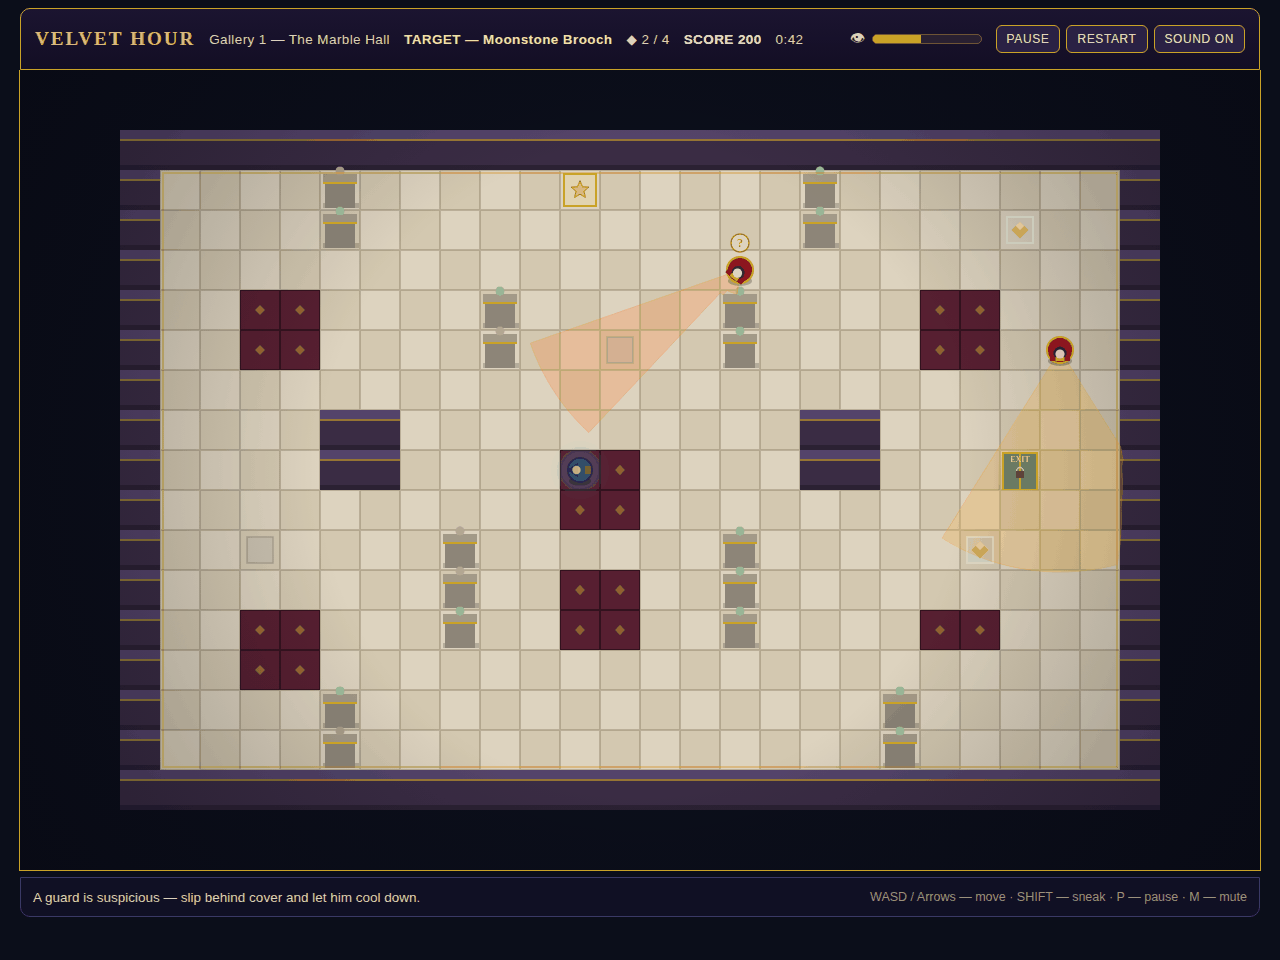 VELVET HOUR Gallery 1 — The Marble Hall TARGET — Moonstone Brooch ◆ 2 / 4 SCORE 200 0:42 PAUSE RESTART SOUND ON
?
EXIT
A guard is suspicious — slip behind cover and let him cool down. WASD / Arrows — move · SHIFT — sneak · P — pause · M — mute